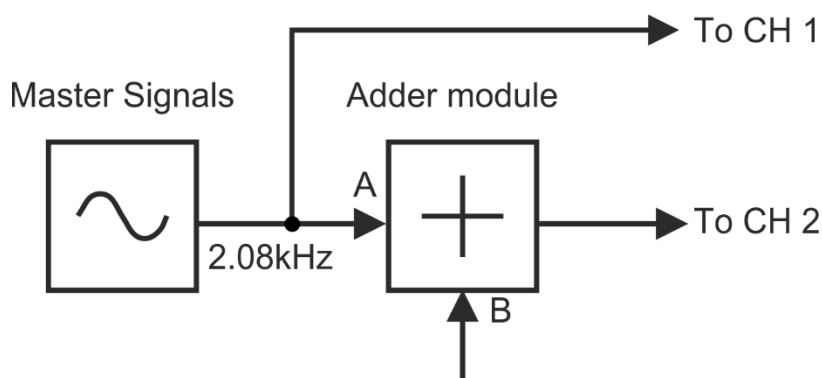 To CH 1
Master Signals
Adder module
A
To CH 2
2.08kHz
B